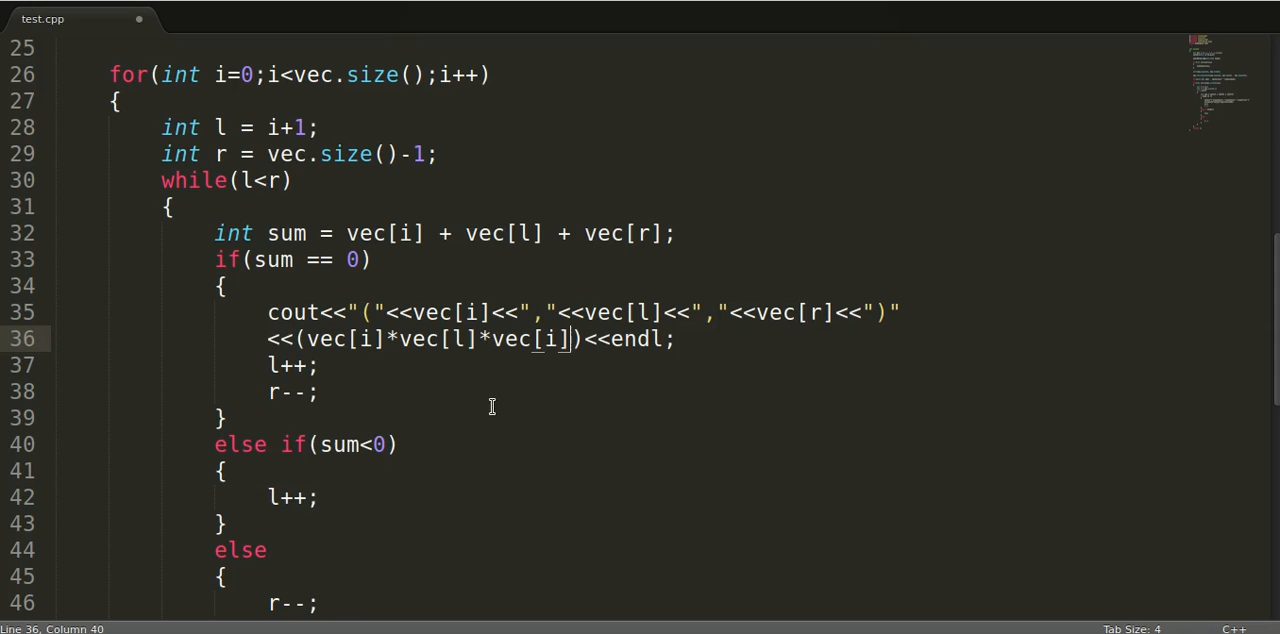 test.cpp
25
26 for(int i=0;i<vec.size();i++)
27 {
28 int l = i+1;
29 int r = vec.size()-1;
30 while(l<r)
31 {
32 int sum = vec[i] + vec[l] + vec[r];
33 if(sum == 0)
34 {
35 cout<<"("<<vec[i]<<","<<vec[l]<<","<<vec[r]<<")"
36 <<(vec[i]*vec[l]*vec[i])<<endl;
37 l++;
38 r--;
39 }
40 else if(sum<0)
41 {
42 l++;
43 }
44 else
45 {
46 r--;
Line 36, Column 40 Tab Size: 4 C++